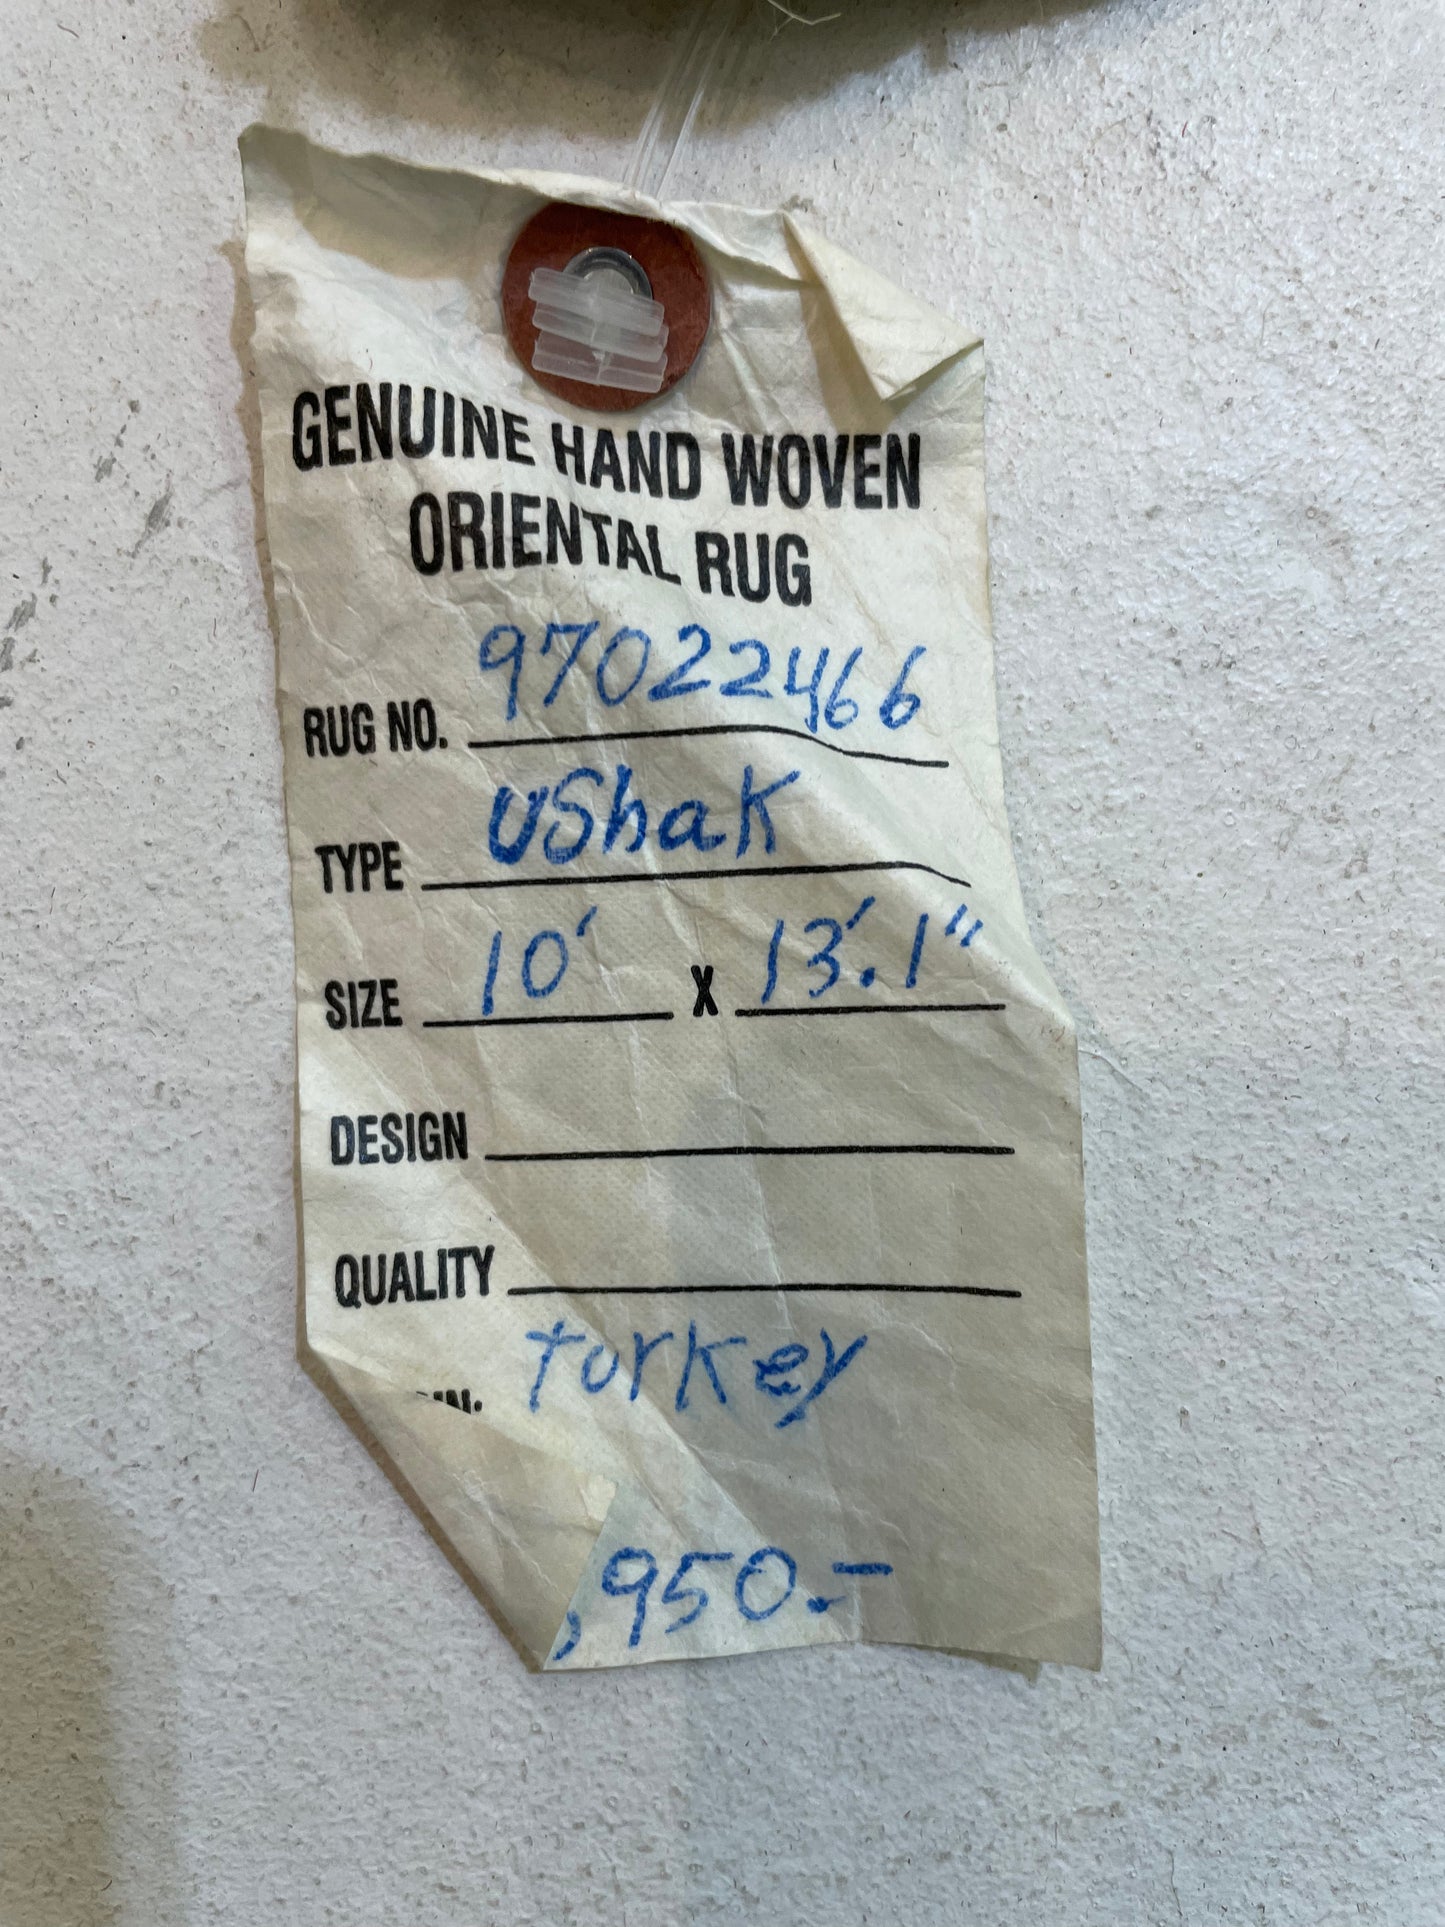 GENUINE HAND WOVEN
ORIENTAL RUG
RUG NO. 97022466
TYPE UShaK
SIZE 10' X 13'.1"
DESIGN
QUALITY
Turkey
,950.-